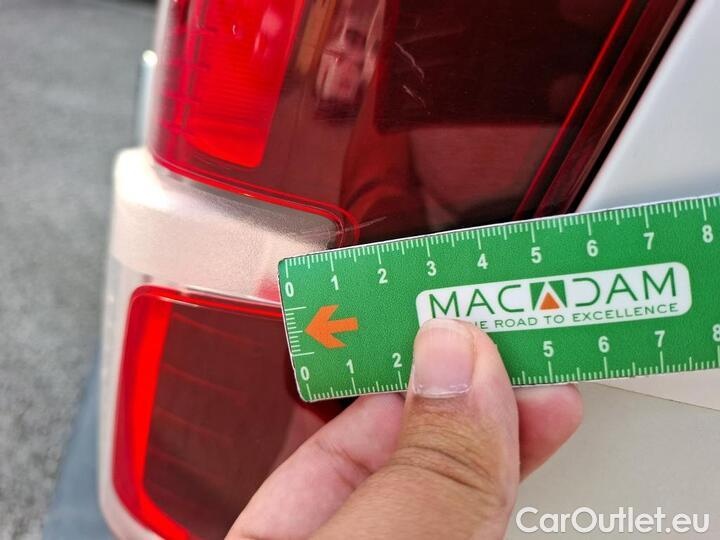 0 1 2 3 4 5 6 7 8
MACADAM
THE ROAD TO EXCELLENCE
0 1 2 5 6 7 8
CarOutlet.eu